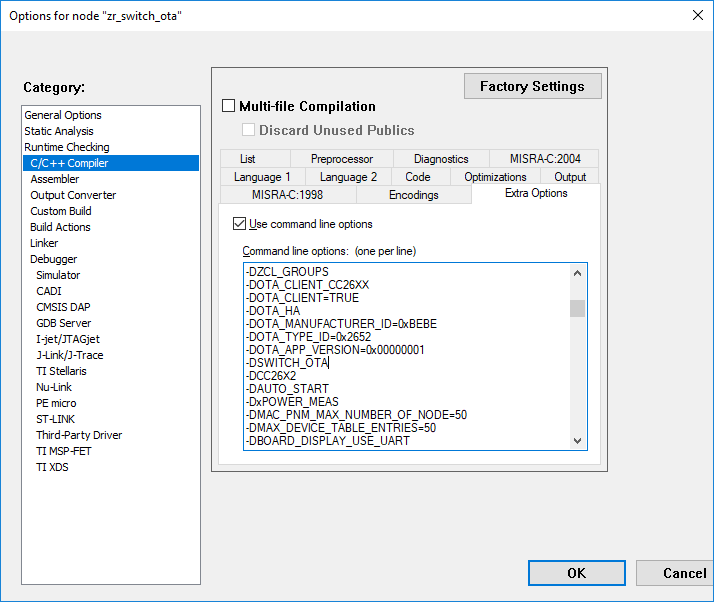 Options for node "zr_switch_ota"
Category:
General Options
Static Analysis
Runtime Checking
C/C++ Compiler
Assembler
Output Converter
Custom Build
Build Actions
Linker
Debugger
Simulator
CADI
CMSIS DAP
GDB Server
I-jet/JTAGjet
J-Link/J-Trace
TI Stellaris
Nu-Link
PE micro
ST-LINK
Third-Party Driver
TI MSP-FET
TI XDS
Factory Settings
Multi-file Compilation
Discard Unused Publics
List Preprocessor Diagnostics MISRA-C:2004
Language 1 Language 2 Code Optimizations Output
MISRA-C:1998 Encodings Extra Options
Use command line options
Command line options: (one per line)
-DZCL_GROUPS
-DOTA_CLIENT_CC26XX
-DOTA_CLIENT=TRUE
-DOTA_HA
-DOTA_MANUFACTURER_ID=0xBEBE
-DOTA_TYPE_ID=0x2652
-DOTA_APP_VERSION=0x00000001
-DSWITCH_OTA
-DCC26X2
-DAUTO_START
-DxPOWER_MEAS
-DMAC_PNM_MAX_NUMBER_OF_NODE=50
-DMAX_DEVICE_TABLE_ENTRIES=50
-DBOARD_DISPLAY_USE_UART
OK Cancel